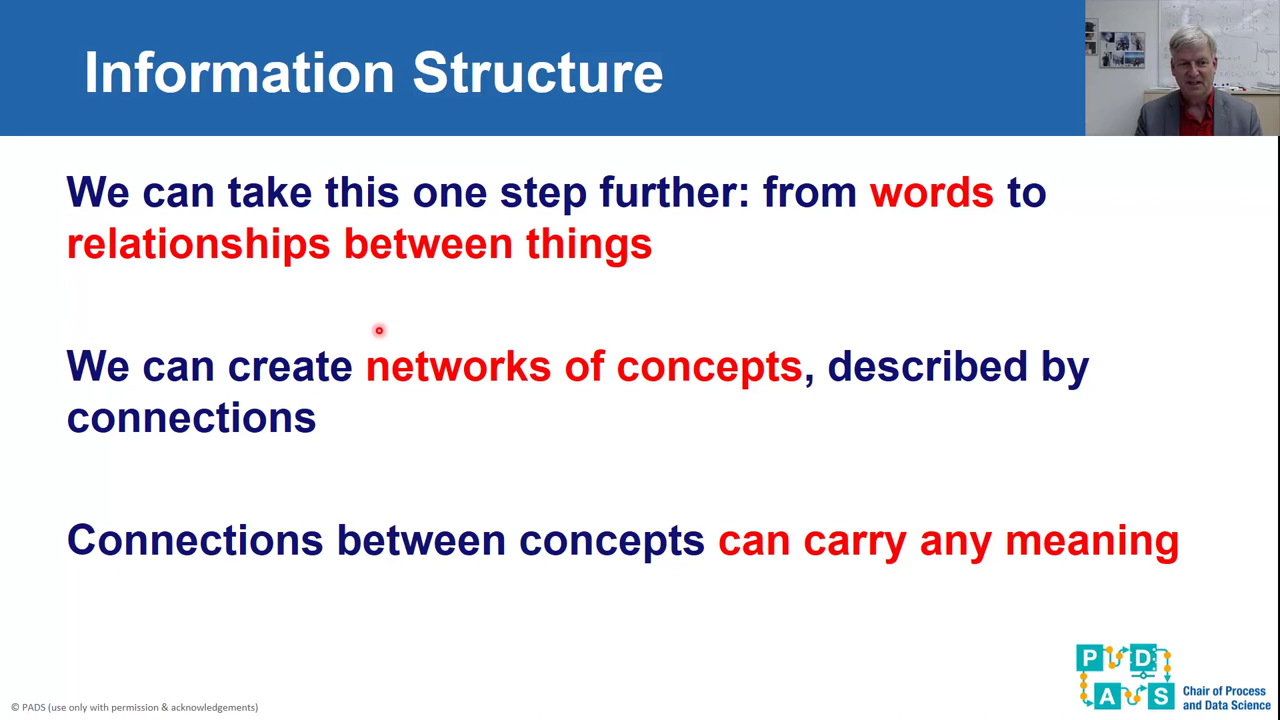 Information Structure
We can take this one step further: from words to
relationships between things
We can create networks of concepts, described by
connections
Connections between concepts can carry any meaning
P A D S
Chair of Process
and Data Science
© PADS (use only with permission & acknowledgements)